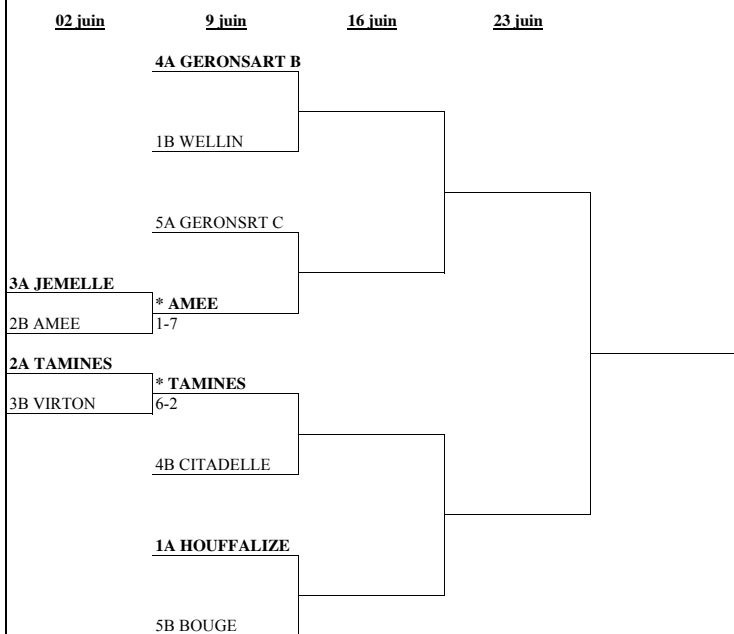 02 juin 9 juin 16 juin 23 juin
4A GERONSART B
1B WELLIN
5A GERONSRT C
3A JEMELLE
* AMEE
2B AMEE 1-7
2A TAMINES
* TAMINES
3B VIRTON 6-2
4B CITADELLE
1A HOUFFALIZE
5B BOUGE